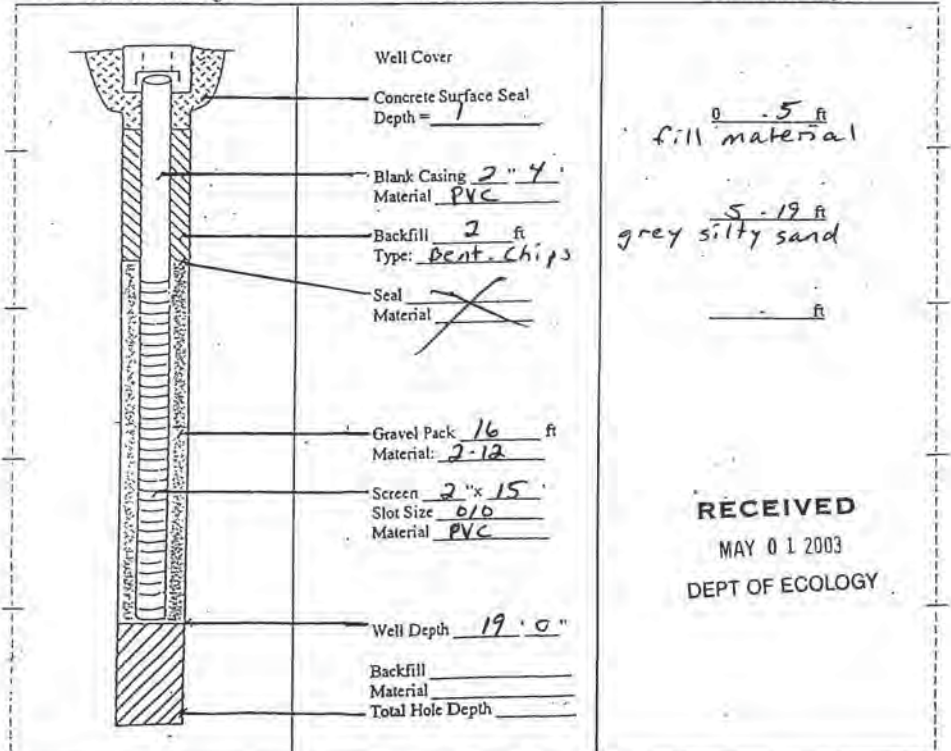 Well Cover
Concrete Surface Seal
Depth = 1
Blank Casing 2 " 4 '
Material PVC
Backfill 2 ft
Type: Bent. Chips
Seal
Material
Gravel Pack 16 ft
Material: 2-12
Screen 2 "x 15 '
Slot Size 010
Material PVC
Well Depth 19 ' 0 "
Backfill
Material
Total Hole Depth
0 - 5 ft
fill material
5 - 19 ft
grey silty sand
- ft
RECEIVED
MAY 01 2003
DEPT OF ECOLOGY